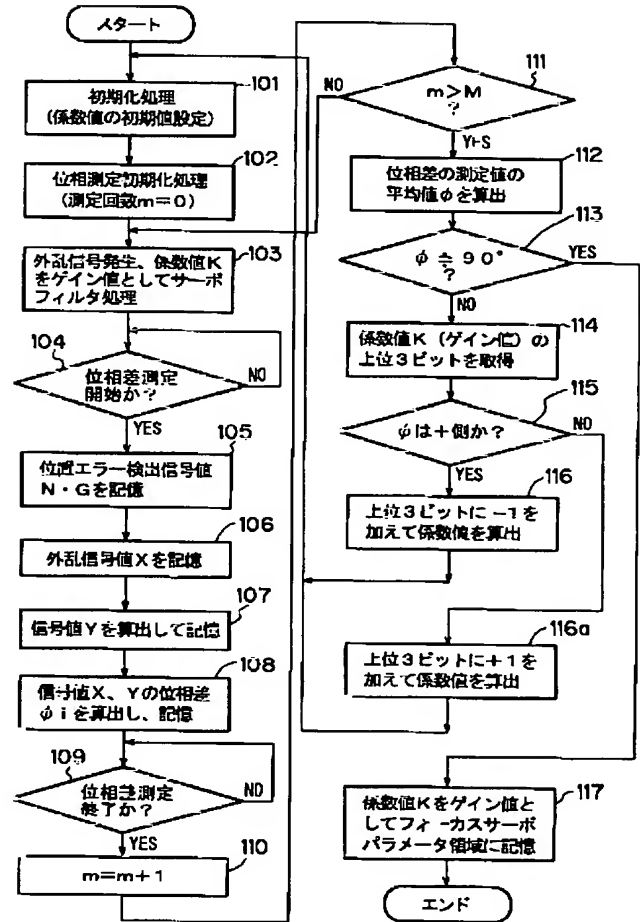 スタート
101
初期化処理
(係数値の初期値設定)
102
位相測定初期化処理
(測定回数m=0)
103
外乱信号発生、係数値K
をゲイン値としてサーボ
フィルタ処理
104
位相差測定
開始か?
NO
YES
105
位置エラー検出信号値
N・Gを記憶
106
外乱信号値Xを記憶
107
信号値Yを算出して記憶
108
信号値X、Yの位相差
φiを算出し、記憶
109
位相差測定
終了か?
NO
YES
110
m=m+1
111
m>M
?
NO
YES
112
位相差の測定値の
平均値φを算出
113
φ≒90°
?
YES
NO
114
係数値K(ゲイン値)の
上位3ビットを取得
115
φは+側か?
NO
YES
116
上位3ビットに-1を
加えて係数値を算出
116a
上位3ビットに+1を
加えて係数値を算出
117
係数値Kをゲイン値と
してフォーカスサーボ
パラメータ領域に記憶
エンド